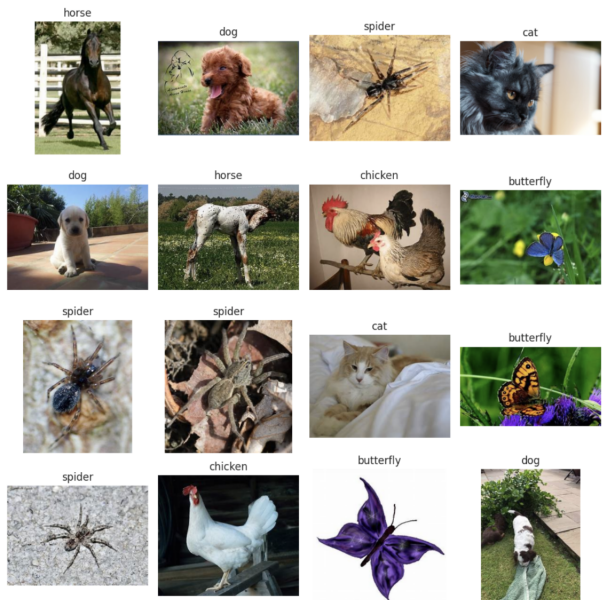 horse
dog
spider
cat
dog
horse
chicken
butterfly
spider
spider
cat
butterfly
spider
chicken
butterfly
dog